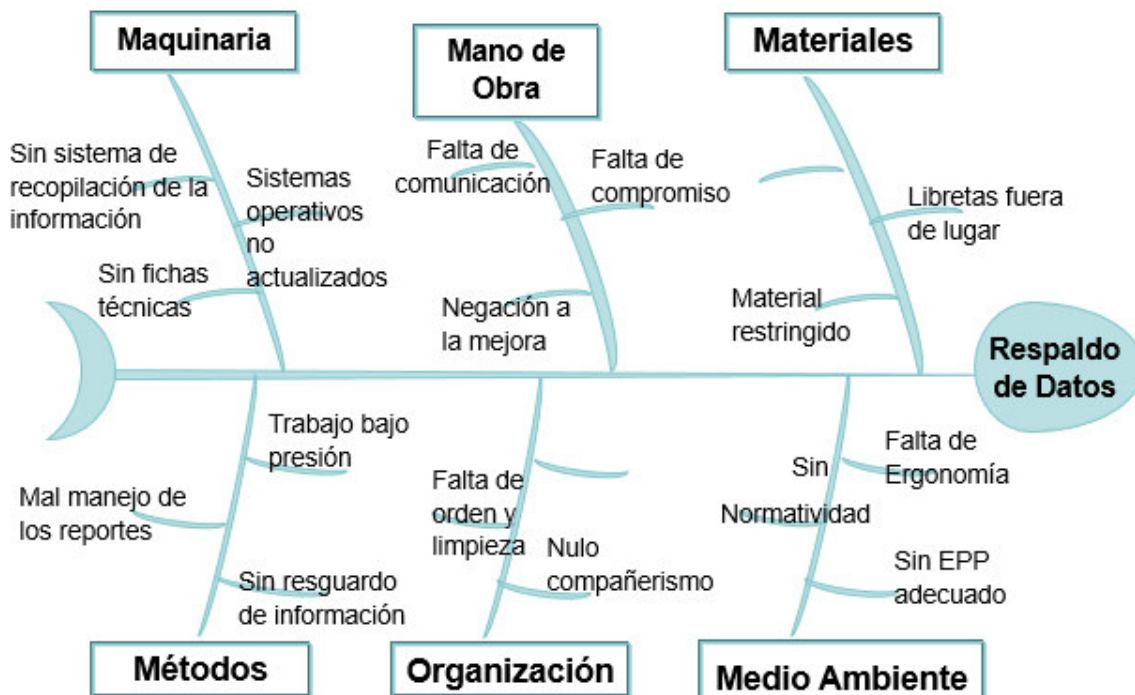 Maquinaria
Mano de
Obra
Materiales
Sin sistema de
recopilación de la
información
Sistemas
operativos
no
actualizados
Sin fichas
técnicas
Falta de
comunicación
Falta de
compromiso
Negación a
la mejora
Libretas fuera
de lugar
Material
restringido
Respaldo
de Datos
Trabajo bajo
presión
Mal manejo de
los reportes
Sin resguardo
de información
Falta de
orden y
limpieza
Nulo
compañerismo
Falta de
Ergonomía
Sin
Normatividad
Sin EPP
adecuado
Métodos
Organización
Medio Ambiente